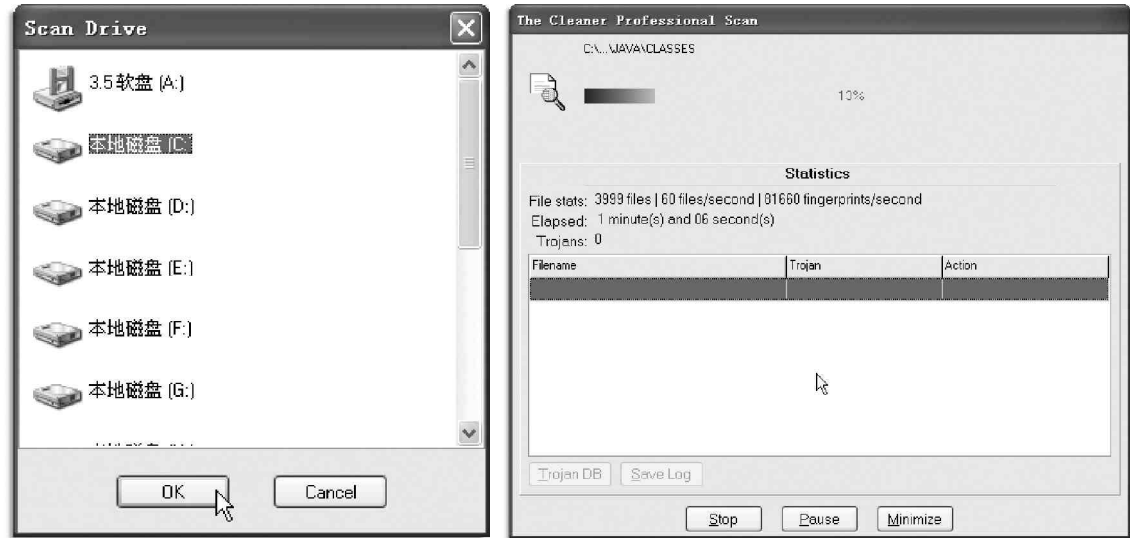 Scan Drive
3.5 软盘 (A:)
本地磁盘 (C:
本地磁盘 (D:)
本地磁盘 (E:)
本地磁盘 (F:)
本地磁盘 (G:)
OK
Cancel
The Cleaner Professional Scan
C:\...\JAVA\CLASSES
13%
Statistics
File stats: 3999 files | 60 files/second | 81660 fingerprints/second
Elapsed: 1 minute(s) and 06 second(s)
Trojans: 0
Filename Trojan Action
Trojan DB Save Log
Stop Pause Minimize